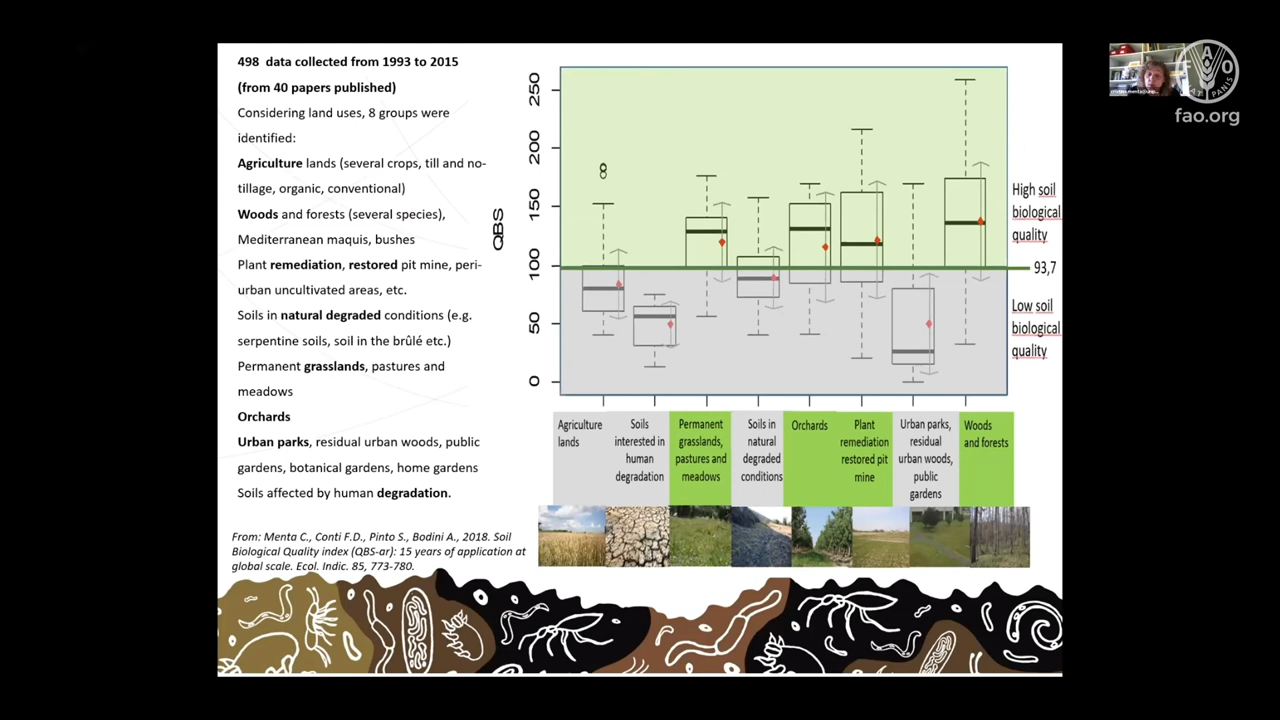 498 data collected from 1993 to 2015
(from 40 papers published)
Considering land uses, 8 groups were
identified:
Agriculture lands (several crops, till and no-
tillage, organic, conventional)
Woods and forests (several species),
Mediterranean maquis, bushes
Plant remediation, restored pit mine, peri-
urban uncultivated areas, etc.
Soils in natural degraded conditions (e.g.
serpentine soils, soil in the brûlé etc.)
Permanent grasslands, pastures and
meadows
Orchards
Urban parks, residual urban woods, public
gardens, botanical gardens, home gardens
Soils affected by human degradation.
From: Menta C., Conti F.D., Pinto S., Bodini A., 2018. Soil
Biological Quality index (QBS-ar): 15 years of application at
global scale. Ecol. Indic. 85, 773-780.
QBS
250
200
150
100
50
0
High soil
biological
quality
93,7
Low soil
biological
quality
Agriculture
lands
Soils
interested in
human
degradation
Permanent
grasslands,
pastures and
meadows
Soils in
natural
degraded
conditions
Orchards
Plant
remediation
restored pit
mine
Urban parks,
residual
urban woods,
public
gardens
Woods
and forests
FAO
FIAT PANIS
fao.org